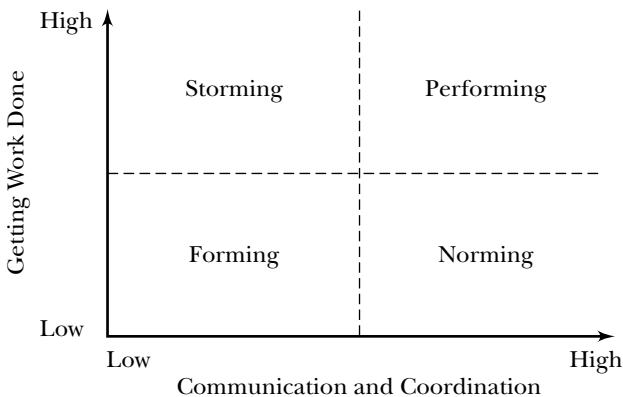 High
Storming
Performing
Getting Work Done
Forming
Norming
Low
Low
High
Communication and Coordination